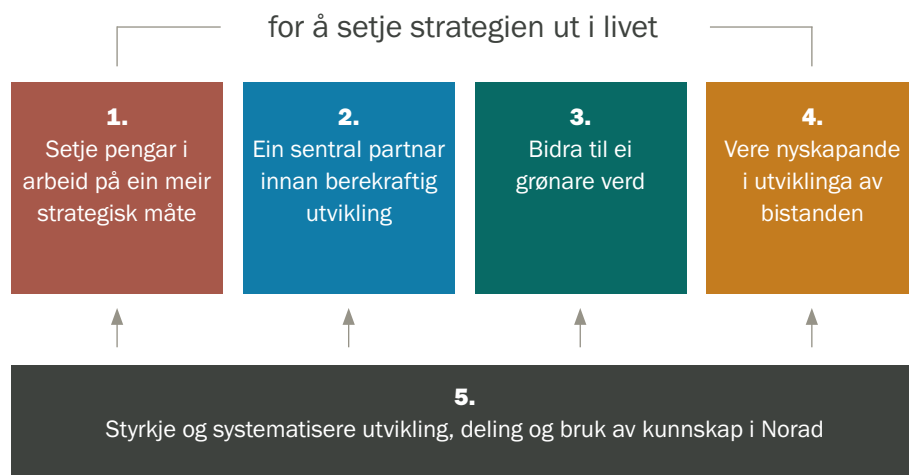 for å setje strategien ut i livet
1.
Setje pengar i
arbeid på ein meir
strategisk måte
2.
Ein sentral partnar
innan berekraftig
utvikling
3.
Bidra til ei
grønare verd
4.
Vere nyskapande
i utviklinga av
bistanden
5.
Styrkje og systematisere utvikling, deling og bruk av kunnskap i Norad